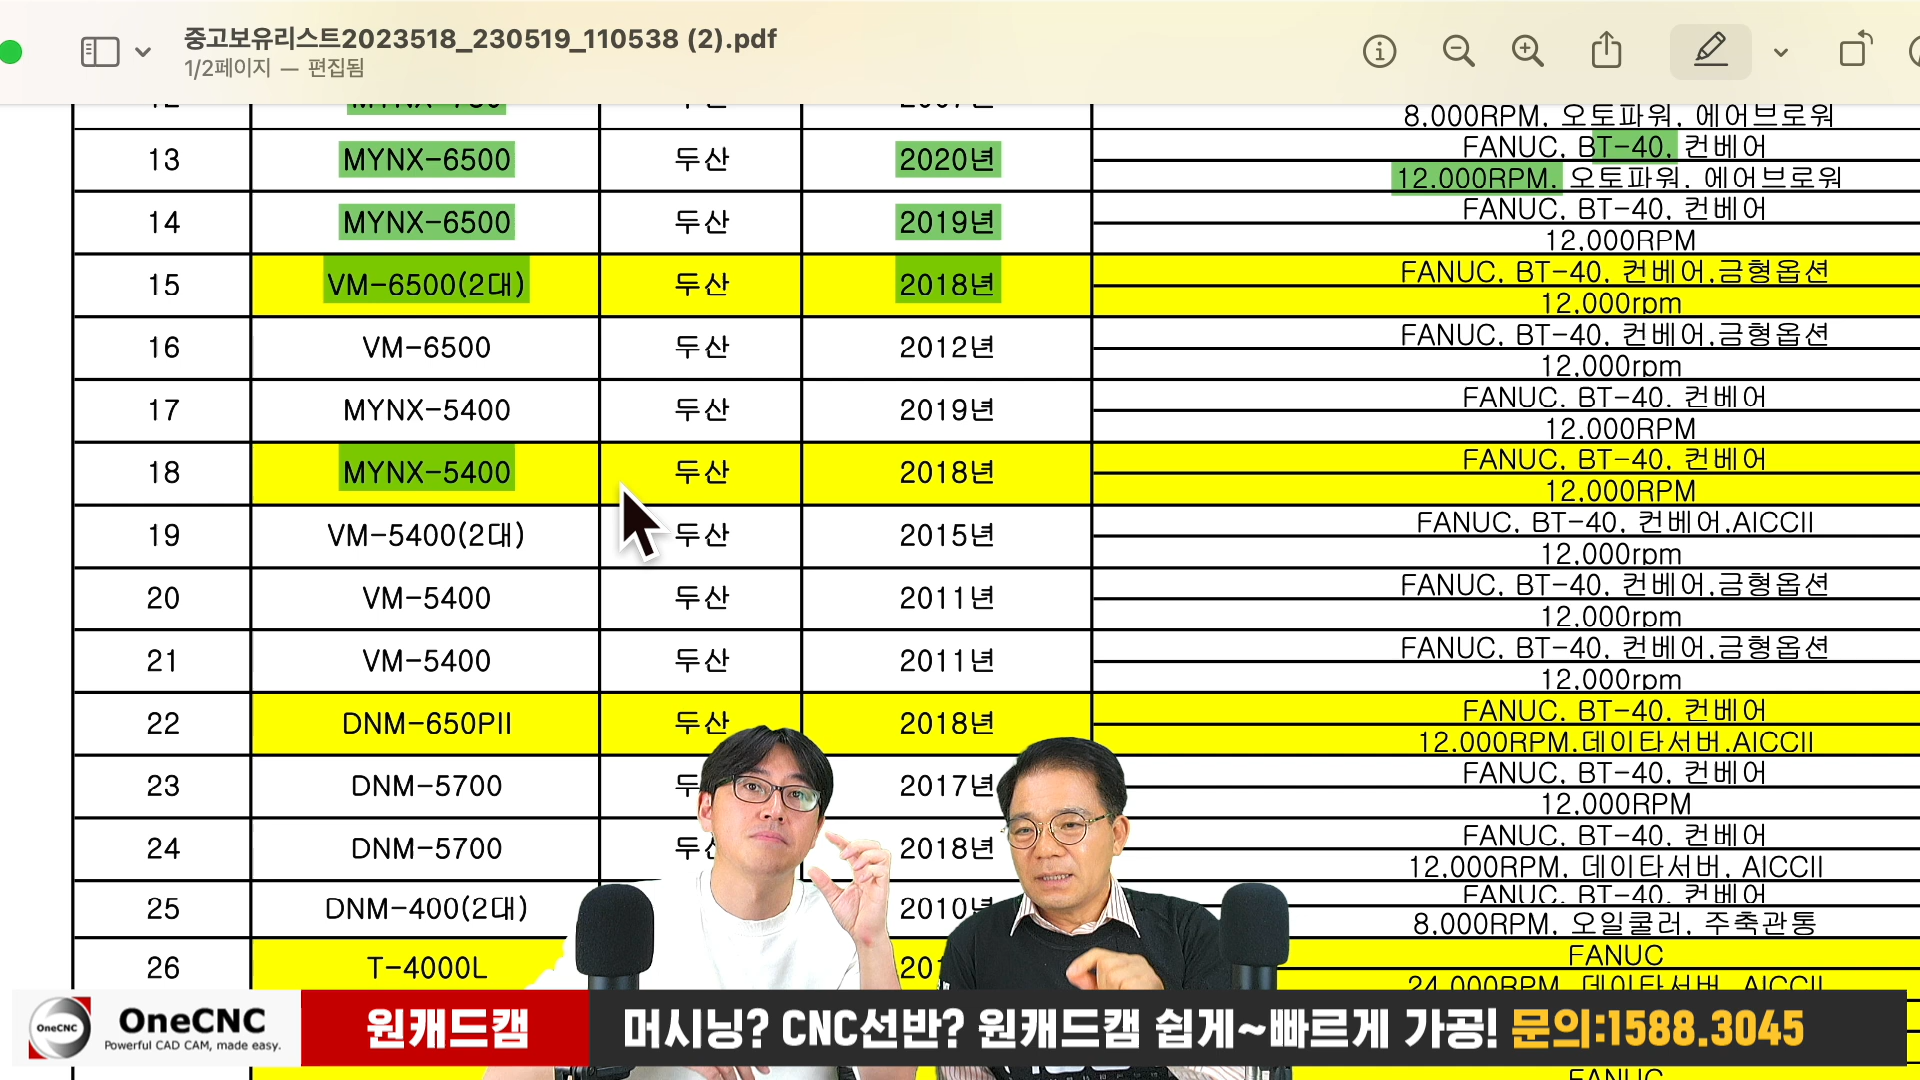 중고보유리스트2023518_230519_110538 (2).pdf
1/2페이지 — 편집됨
8,000RPM, 오토파워, 에어브로워
13 MYNX-6500 두산 2020년 FANUC, BT-40, 컨베어
12,000RPM, 오토파워, 에어브로워
14 MYNX-6500 두산 2019년 FANUC, BT-40, 컨베어
12,000RPM
15 VM-6500(2대) 두산 2018년 FANUC, BT-40, 컨베어,금형옵션
12,000rpm
16 VM-6500 두산 2012년 FANUC, BT-40, 컨베어,금형옵션
12,000rpm
17 MYNX-5400 두산 2019년 FANUC, BT-40, 컨베어
12,000RPM
18 MYNX-5400 두산 2018년 FANUC, BT-40, 컨베어
12,000RPM
19 VM-5400(2대) 두산 2015년 FANUC, BT-40, 컨베어,AICCII
12,000rpm
20 VM-5400 두산 2011년 FANUC, BT-40, 컨베어,금형옵션
12,000rpm
21 VM-5400 두산 2011년 FANUC, BT-40, 컨베어,금형옵션
12,000rpm
22 DNM-650PII 두산 2018년 FANUC, BT-40, 컨베어
12,000RPM,데이타서버,AICCII
23 DNM-5700 두 2017년 FANUC, BT-40, 컨베어
12,000RPM
24 DNM-5700 두 2018년 FANUC, BT-40, 컨베어
12,000RPM, 데이타서버, AICCII
25 DNM-400(2대) 2010년 FANUC, BT-40, 컨베어
8,000RPM, 오일쿨러, 주축관통
26 T-4000L 20 FANUC
24,000RPM, 데이타서버, AICCII
OneCNC OneCNC 원캐드캠 머시닝? CNC선반? 원캐드캠 쉽게~빠르게 가공! 문의:1588.3045
Powerful CAD CAM, made easy.
FANUC